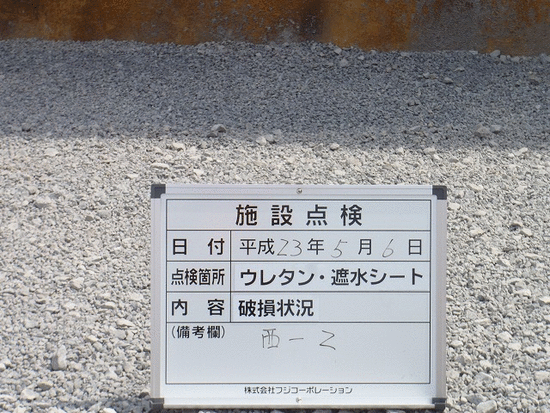 施設点検
日付 平成23年5月6日
点検箇所 ウレタン・遮水シート
内容 破損状況
(備考欄) 西-2
株式会社フジコーポレーション